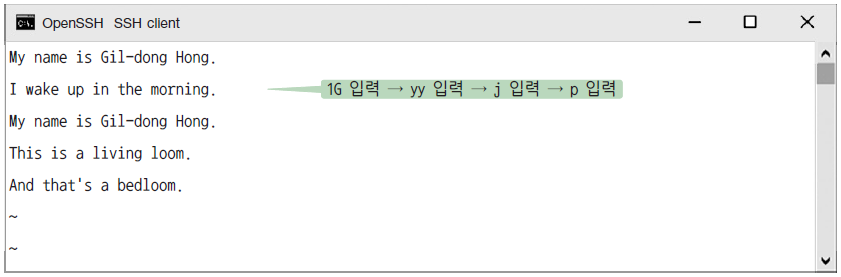 OpenSSH SSH client
My name is Gil-dong Hong.
I wake up in the morning.
1G 입력 → yy 입력 → j 입력 → p 입력
My name is Gil-dong Hong.
This is a living loom.
And that's a bedloom.
~
~